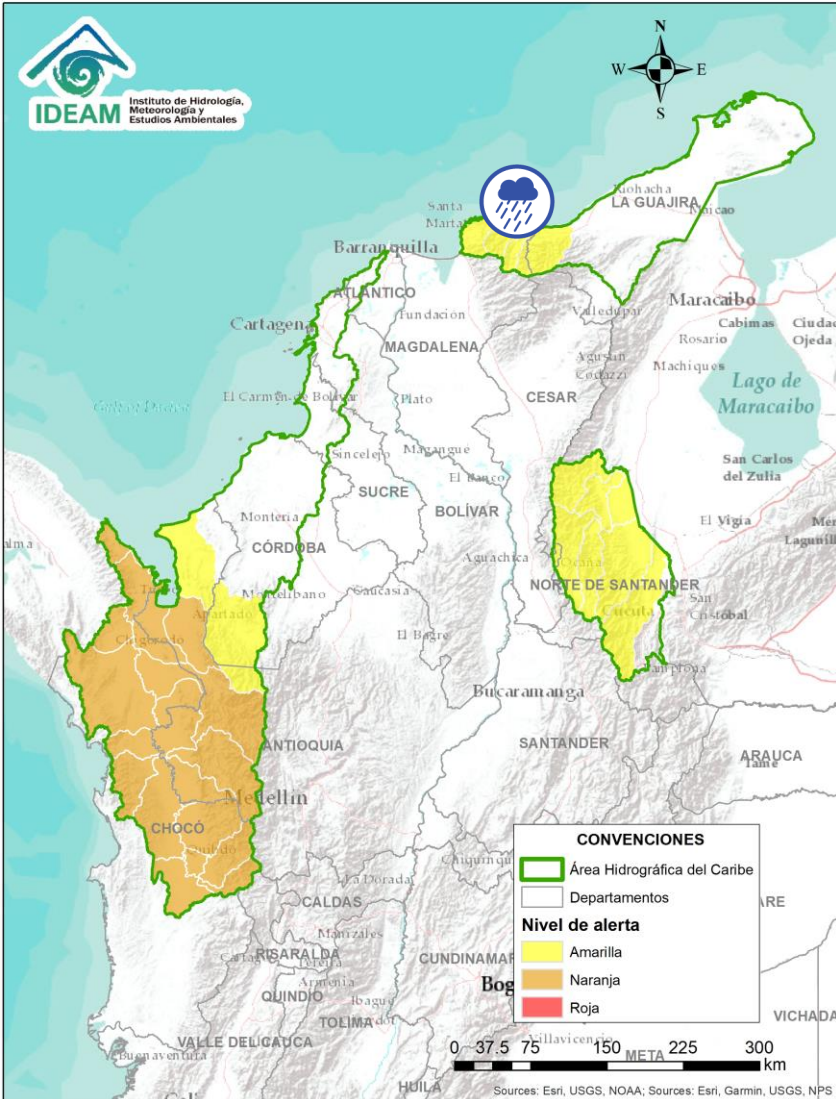 IDEAM
Instituto de Hidrología,
Meteorología y
Estudios Ambientales
N
W
E
S
Riohacha
LA GUAJIRA
Maicao
Santa
Marta
Barranquilla
ATLÁNTICO
Maracaibo
Fundación
Valledupar
Cabimas
Ciudad
Ojeda
Cartagena
Rosario
MAGDALENA
Machiques
Agustín
Codazzi
Lago de
Maracaibo
El Carmen de Bolívar
Plato
CESAR
Sincelejo
Magangué
San Carlos
del Zulia
El Banco
SUCRE
BOLÍVAR
Montería
El Vigía
CÓRDOBA
Aguachica
Ocaña
NORTE DE SANTANDER
Montelibano
Caucasia
Apartadó
San
Cristóbal
Cúcuta
El Bagre
Chigorodó
Pamplona
Bucaramanga
ANTIOQUIA
SANTANDER
ARAUCA
Tame
Medellín
CHOCÓ
Quibdó
CONVENCIONES
Área Hidrográfica del Caribe
Departamentos
Nivel de alerta
Amarilla
Naranja
Roja
La Dorada
CALDAS
Manizales
RISARALDA
Pereira
Armenia
QUINDIO
Ibagué
TOLIMA
VICHADA
VALLE DEL CAUCA
Buenaventura
Villavicencio
META
HUILA
0 37.5 75 150 225 300
km
Sources: Esri, USGS, NOAA; Sources: Esri, Garmin, USGS, NPS